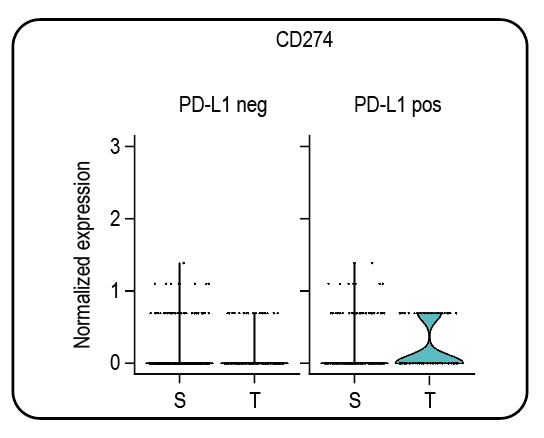 CD274
PD-L1 neg
PD-L1 pos
Normalized expression
3
2
1
0
S
T
S
T